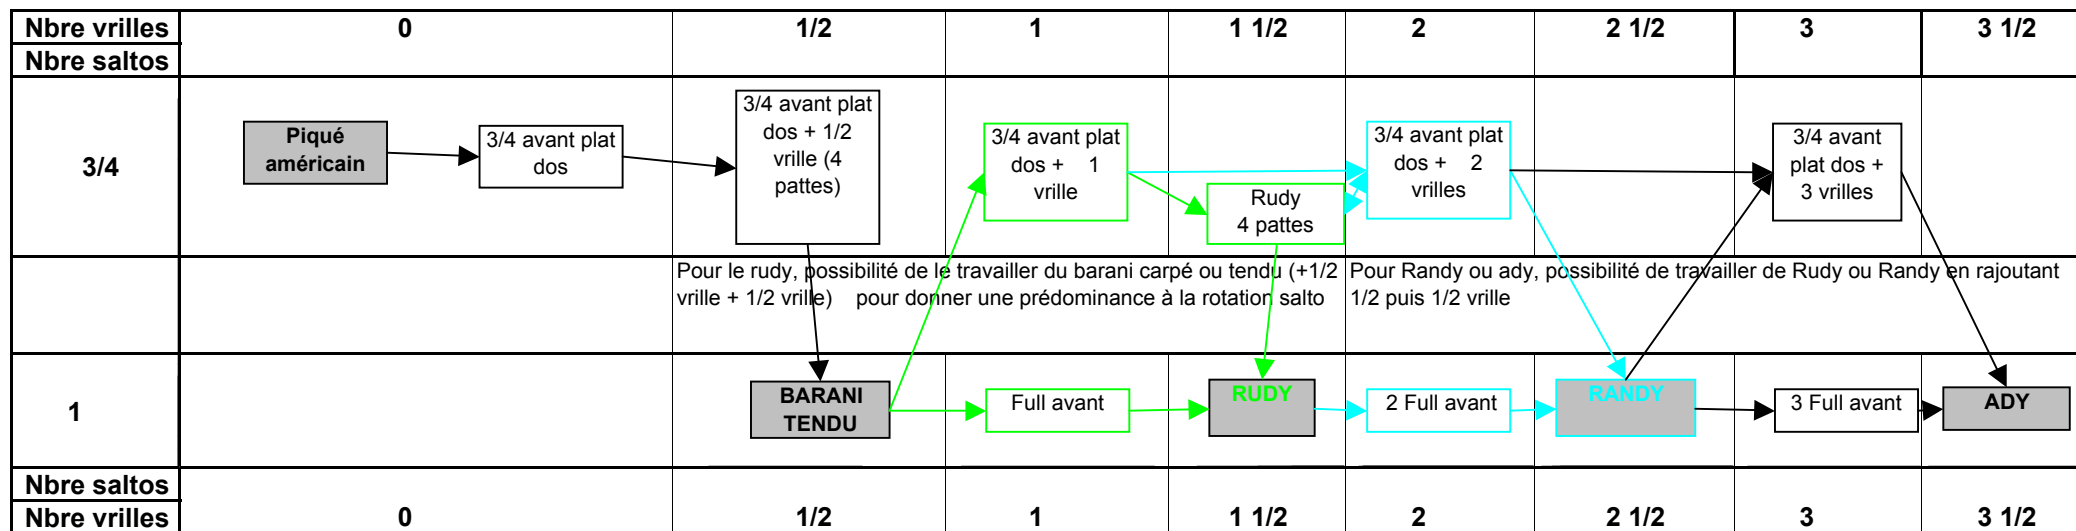 Nbre vrilles 0 1/2 1 1 1/2 2 2 1/2 3 3 1/2
Nbre saltos
3/4
Piqué
américain
3/4 avant plat
dos
3/4 avant plat
dos + 1/2
vrille (4
pattes)
3/4 avant plat
dos + 1
vrille
Rudy
4 pattes
3/4 avant plat
dos + 2
vrilles
3/4 avant
plat dos +
3 vrilles
Pour le rudy, possibilité de le travailler du barani carpé ou tendu (+1/2
vrille + 1/2 vrille) pour donner une prédominance à la rotation salto
Pour Randy ou ady, possibilité de travailler de Rudy ou Randy en rajoutant
1/2 puis 1/2 vrille
1
BARANI
TENDU
Full avant
RUDY
2 Full avant
RANDY
3 Full avant
ADY
Nbre saltos
Nbre vrilles 0 1/2 1 1 1/2 2 2 1/2 3 3 1/2